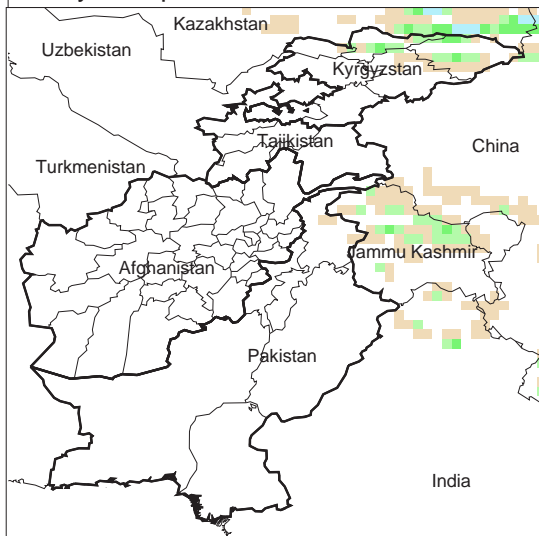 Kazakhstan
Uzbekistan
Kyrgyzstan
Tajikistan
China
Turkmenistan
Jammu Kashmir
Afghanistan
Pakistan
India